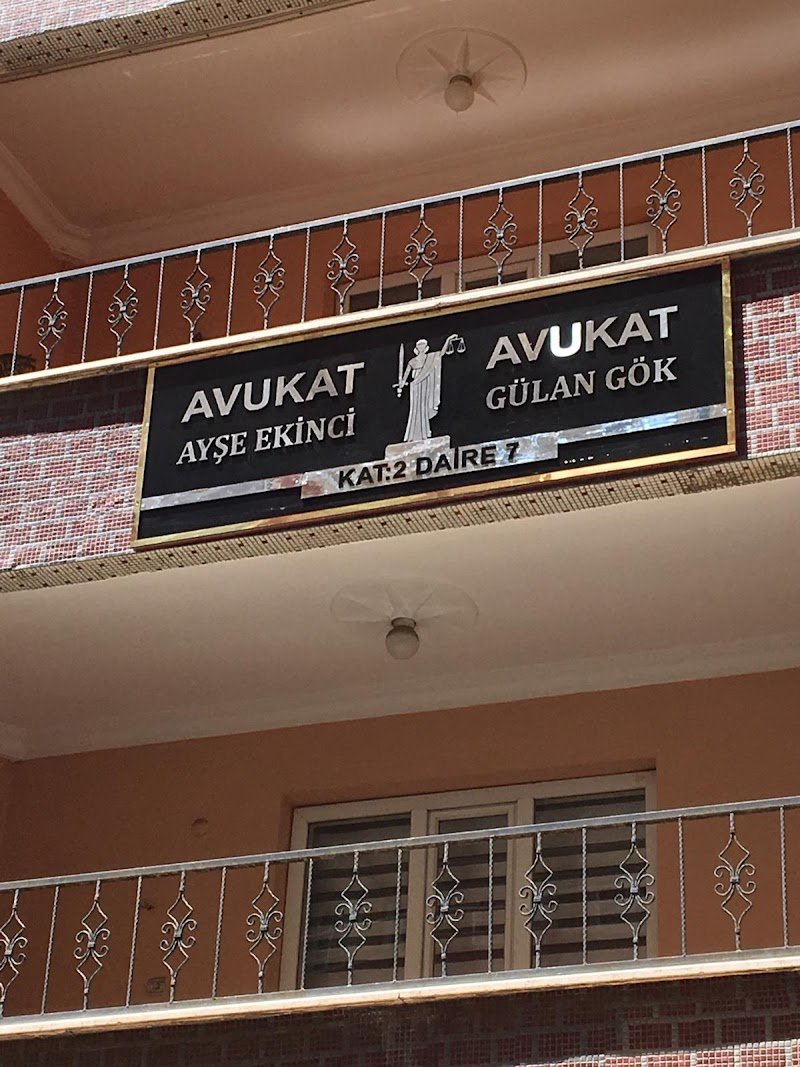 AVUKAT
AYŞE EKİNCİ
AVUKAT
GÜLAN GÖK
KAT:2 DAİRE 7